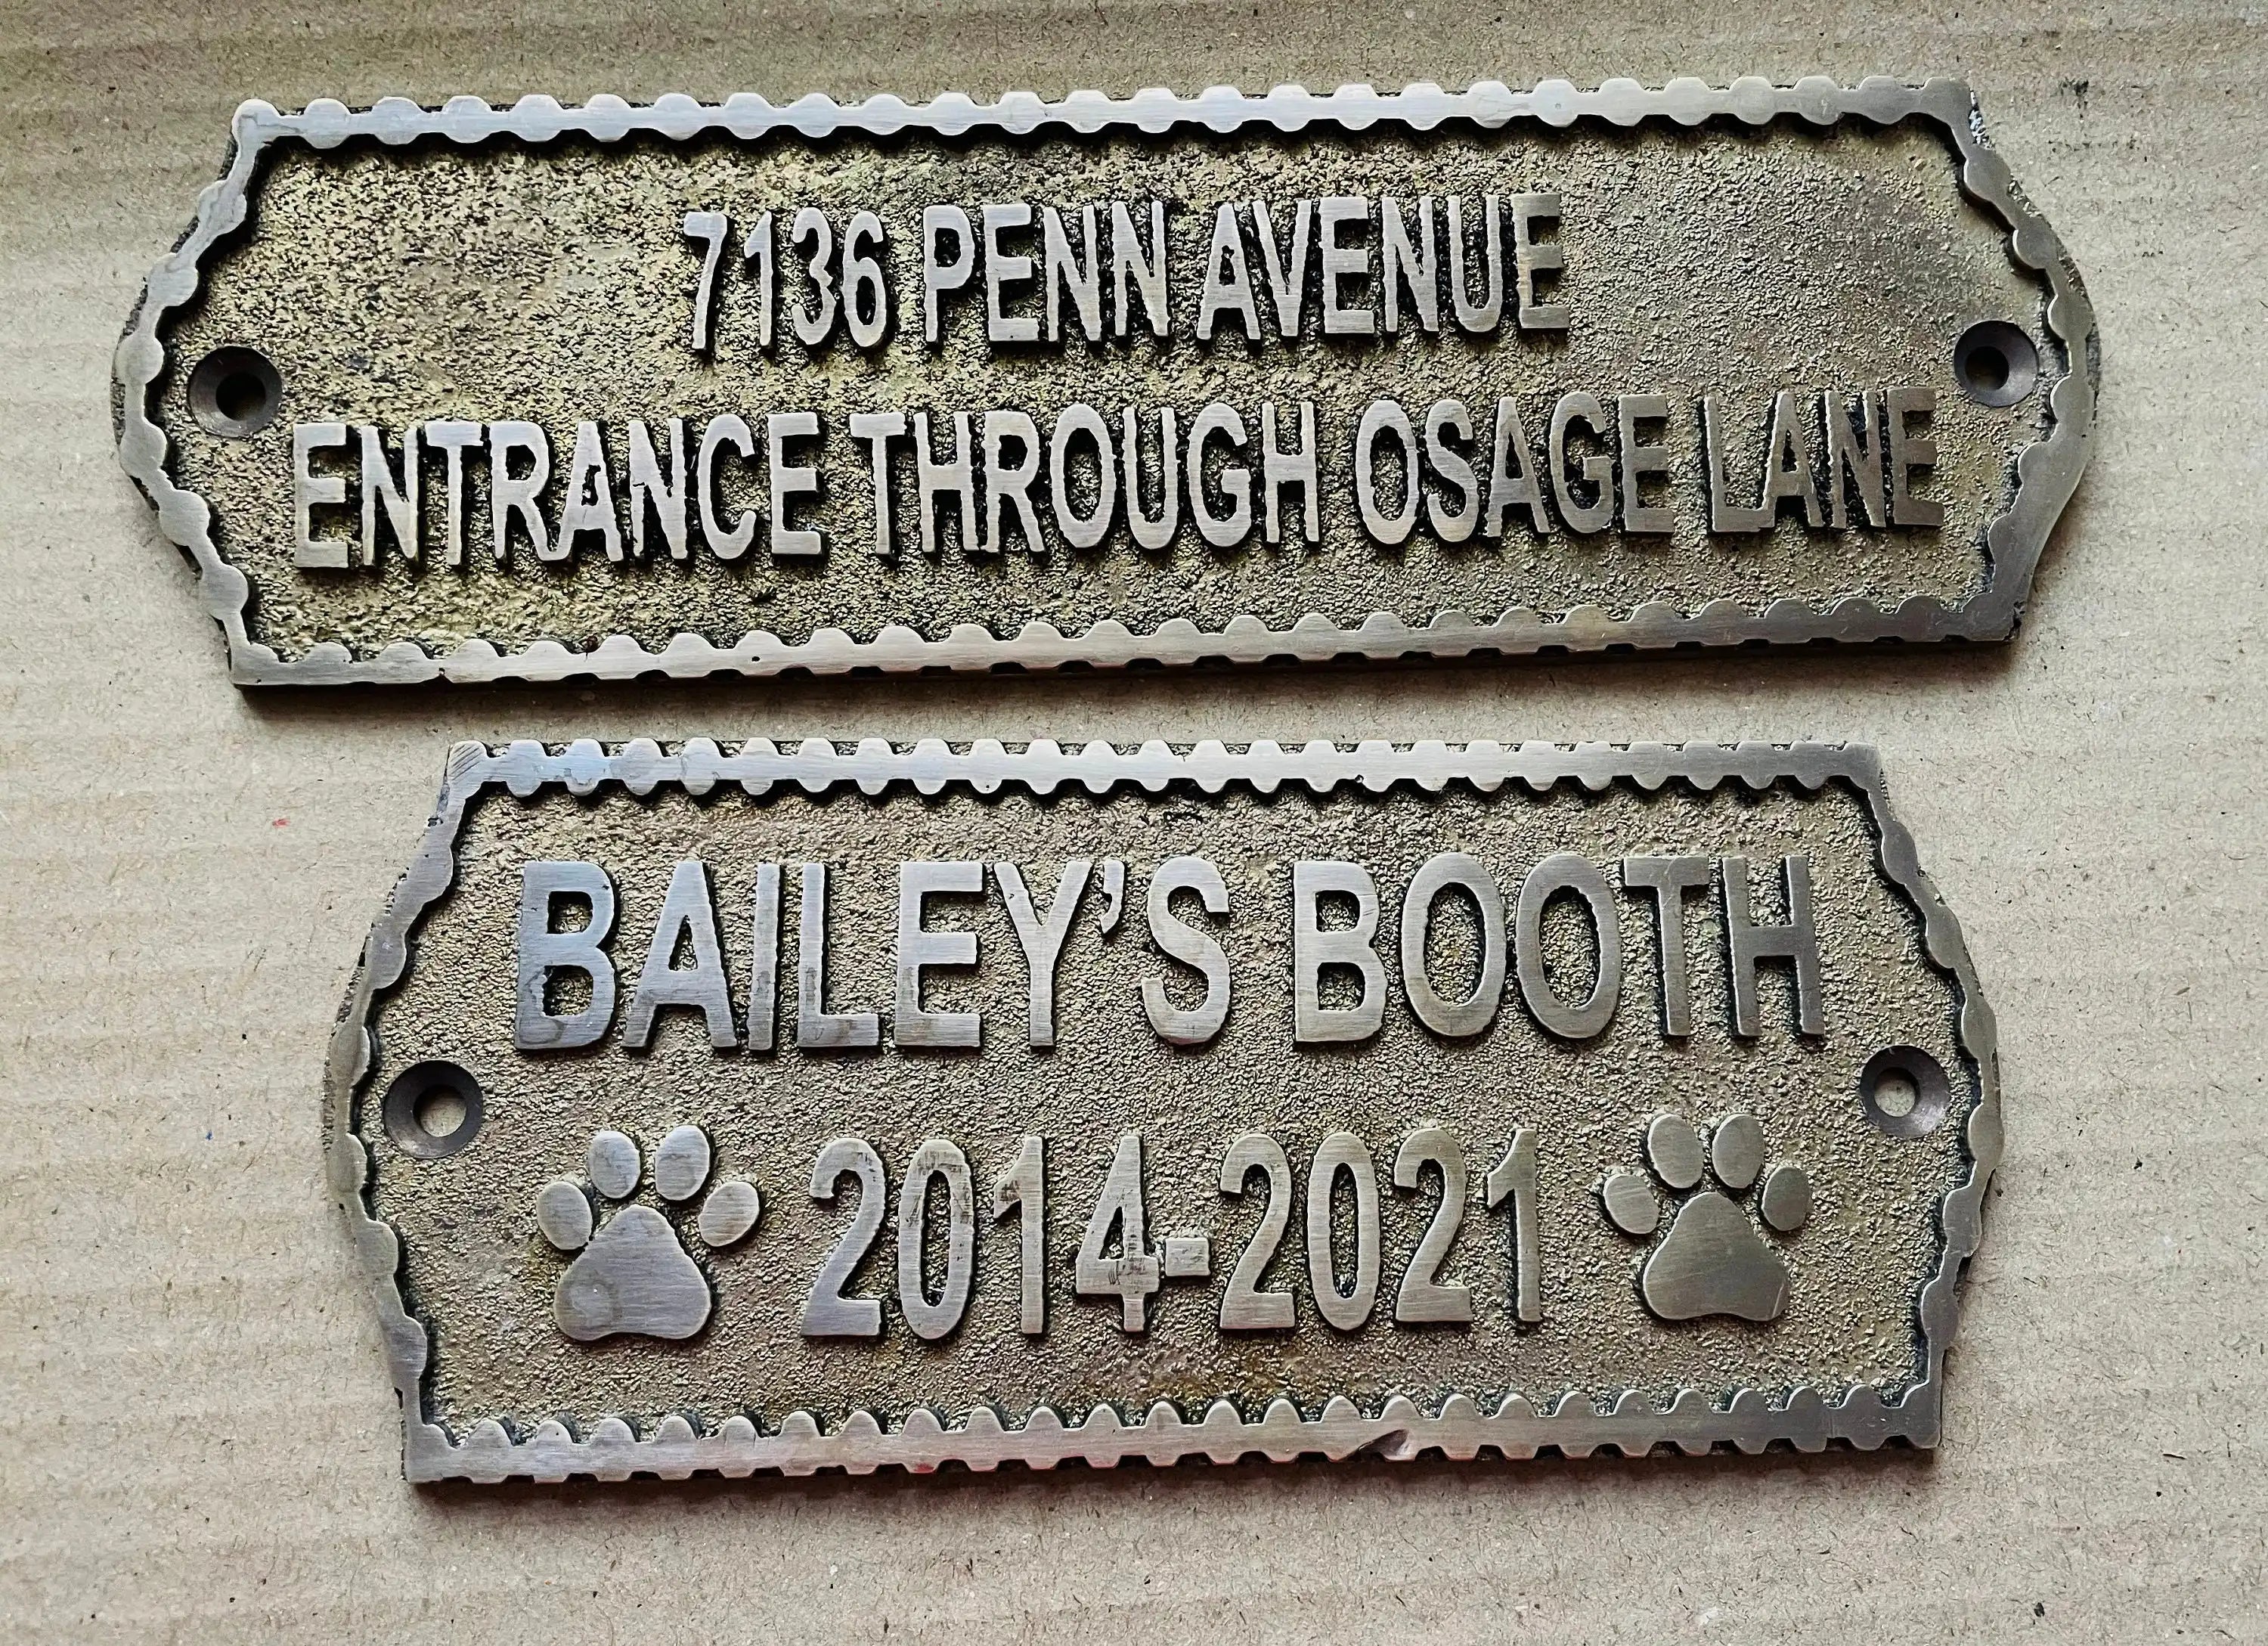 7136 PENN AVENUE
ENTRANCE THROUGH OSAGE LANE
BAILEY'S BOOTH
2014-2021